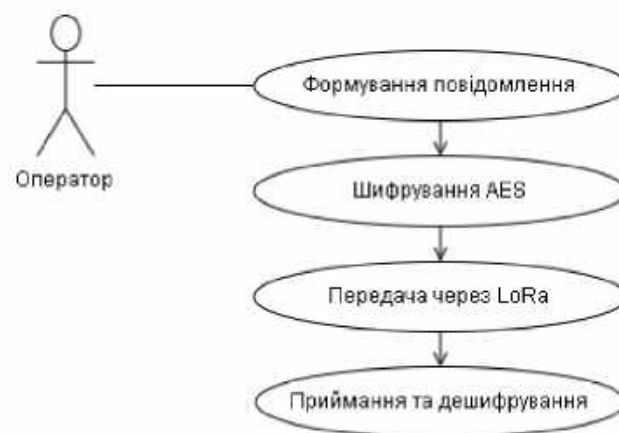 Формування повідомлення
Оператор
Шифрування AES
Передача через LoRa
Приймання та дешифрування